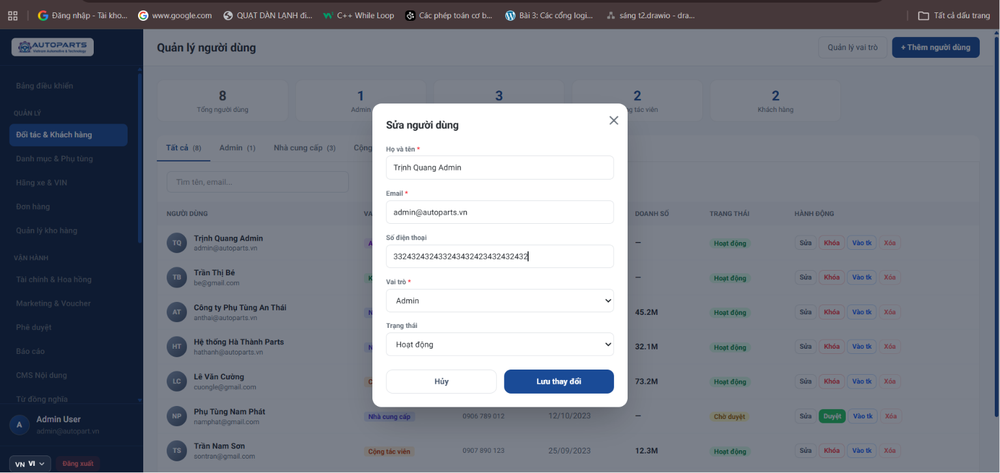 Đăng nhập - Tài kho...
www.google.com
QUẠT DÀN LẠNH đi...
C++ While Loop
Các phép toán cơ b...
Bài 3: Các cổng logi...
sáng t2.drawio - dra...
Tất cả dấu trang
AUTOPARTS
Vietnam Automotive & Technology
Quản lý người dùng
Quản lý vai trò
+ Thêm người dùng
Bảng điều khiển
QUẢN LÝ
Đối tác & Khách hàng
Danh mục & Phụ tùng
Hãng xe & VIN
Đơn hàng
Quản lý kho hàng
VẬN HÀNH
Tài chính & Hoa hồng
Marketing & Voucher
Phê duyệt
Báo cáo
CMS Nội dung
Từ đồng nghĩa
A
Admin User
admin@autopart.vn
VN VI
Đăng xuất
8
Tổng người dùng
1
Admin
3
2
tác viên
2
Khách hàng
Tất cả (8)
Admin (1)
Nhà cung cấp (3)
Cộng
Tìm tên, email...
NGƯỜI DÙNG
VA
DOANH SỐ
TRẠNG THÁI
HÀNH ĐỘNG
TQ
Trịnh Quang Admin
admin@autoparts.vn
A
—
Hoạt động
Sửa Khóa Vào tk Xóa
TB
Trần Thị Bé
be@gmail.com
K
—
Hoạt động
Sửa Khóa Vào tk Xóa
AT
Công ty Phụ Tùng An Thái
anthai@autoparts.vn
N
45.2M
Hoạt động
Sửa Khóa Vào tk Xóa
HT
Hệ thống Hà Thành Parts
hathanh@autoparts.vn
N
32.1M
Hoạt động
Sửa Khóa Vào tk Xóa
LC
Lê Văn Cường
cuongle@gmail.com
C
73.2M
Hoạt động
Sửa Khóa Vào tk Xóa
NP
Phụ Tùng Nam Phát
namphat@gmail.com
Nhà cung cấp
0906 789 012
12/10/2023
—
Chờ duyệt
Sửa Duyệt Vào tk Xóa
TS
Trần Nam Sơn
sontran@gmail.com
Cộng tác viên
0907 890 123
25/09/2023
12.3M
Hoạt động
Sửa Khóa Vào tk Xóa
Sửa người dùng
Họ và tên *
Trịnh Quang Admin
Email *
admin@autoparts.vn
Số điện thoại
3324324324332434324234324324​32
Vai trò *
Admin
Trạng thái
Hoạt động
Hủy
Lưu thay đổi